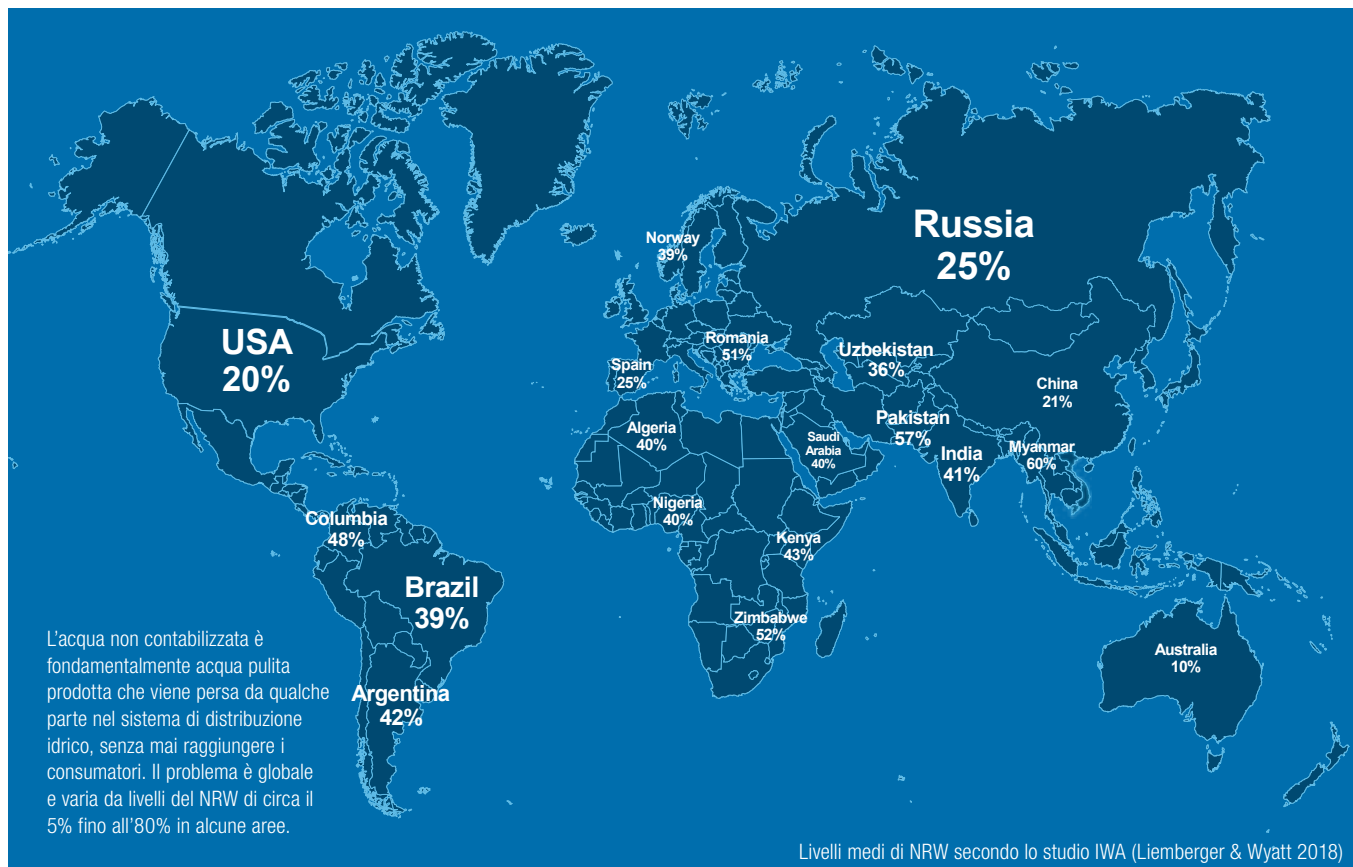 Norway
39%
Russia
25%
USA
20%
Romania
51%
Uzbekistan
36%
Spain
25%
China
21%
Algeria
40%
Saudi
Arabia
40%
Pakistan
57%
India
41%
Myanmar
60%
Nigeria
40%
Columbia
48%
Kenya
43%
Brazil
39%
Zimbabwe
52%
Australia
10%
Argentina
42%
L'acqua non contabilizzata è
fondamentalmente acqua pulita
prodotta che viene persa da qualche
parte nel sistema di distribuzione
idrico, senza mai raggiungere i
consumatori. Il problema è globale
e varia da livelli del NRW di circa il
5% fino all'80% in alcune aree.
Livelli medi di NRW secondo lo studio IWA (Liemberger & Wyatt 2018)